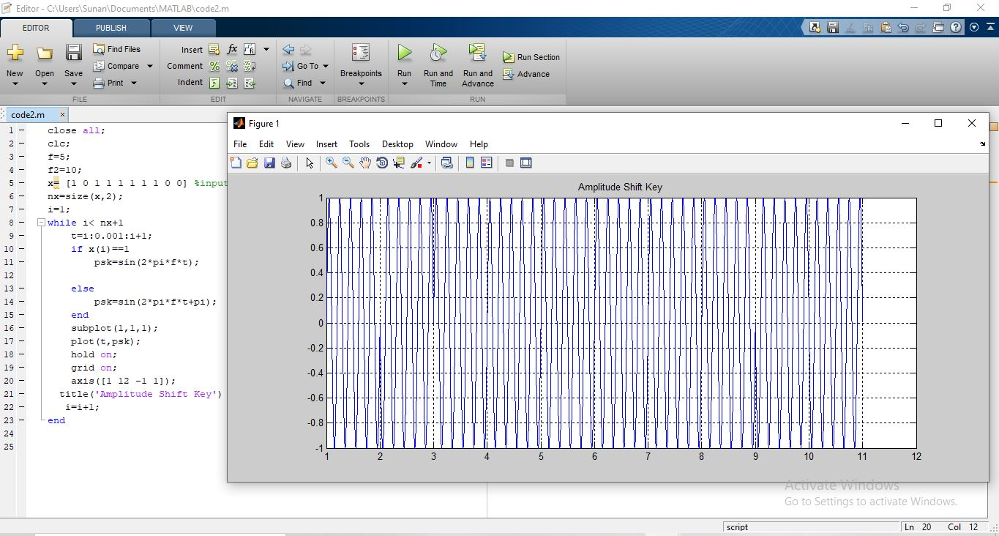 Editor - C:\Users\Sunan\Documents\MATLAB\code2.m
EDITOR PUBLISH VIEW
New Open Save Find Files Compare Print
FILE
Insert fx
Comment
Indent
EDIT
Go To
Find
NAVIGATE
Breakpoints
BREAKPOINTS
Run Run and Time Run and Advance Run Section Advance
RUN
code2.m ×
1 – close all;
2 – clc;
3 – f=5;
4 – f2=10;
5 – x= [1 0 1 1 1 1 1 1 0 0] %input
6 – nx=size(x,2);
7 – i=1;
8 – while i< nx+1
9 – t=i:0.001:i+1;
10 – if x(i)==1
11 – psk=sin(2*pi*f*t);
12
13 – else
14 – psk=sin(2*pi*f*t+pi);
15 – end
16 – subplot(1,1,1);
17 – plot(t,psk);
18 – hold on;
19 – grid on;
20 – axis([1 12 -1 1]);
21 – title('Amplitude Shift Key')
22 – i=i+1;
23 – end
24
25
Figure 1
File Edit View Insert Tools Desktop Window Help
Amplitude Shift Key
1
0.8
0.6
0.4
0.2
0
-0.2
-0.4
-0.6
-0.8
-1
1 2 3 4 5 6 7 8 9 10 11 12
Activate Windows
Go to Settings to activate Windows.
script Ln 20 Col 12